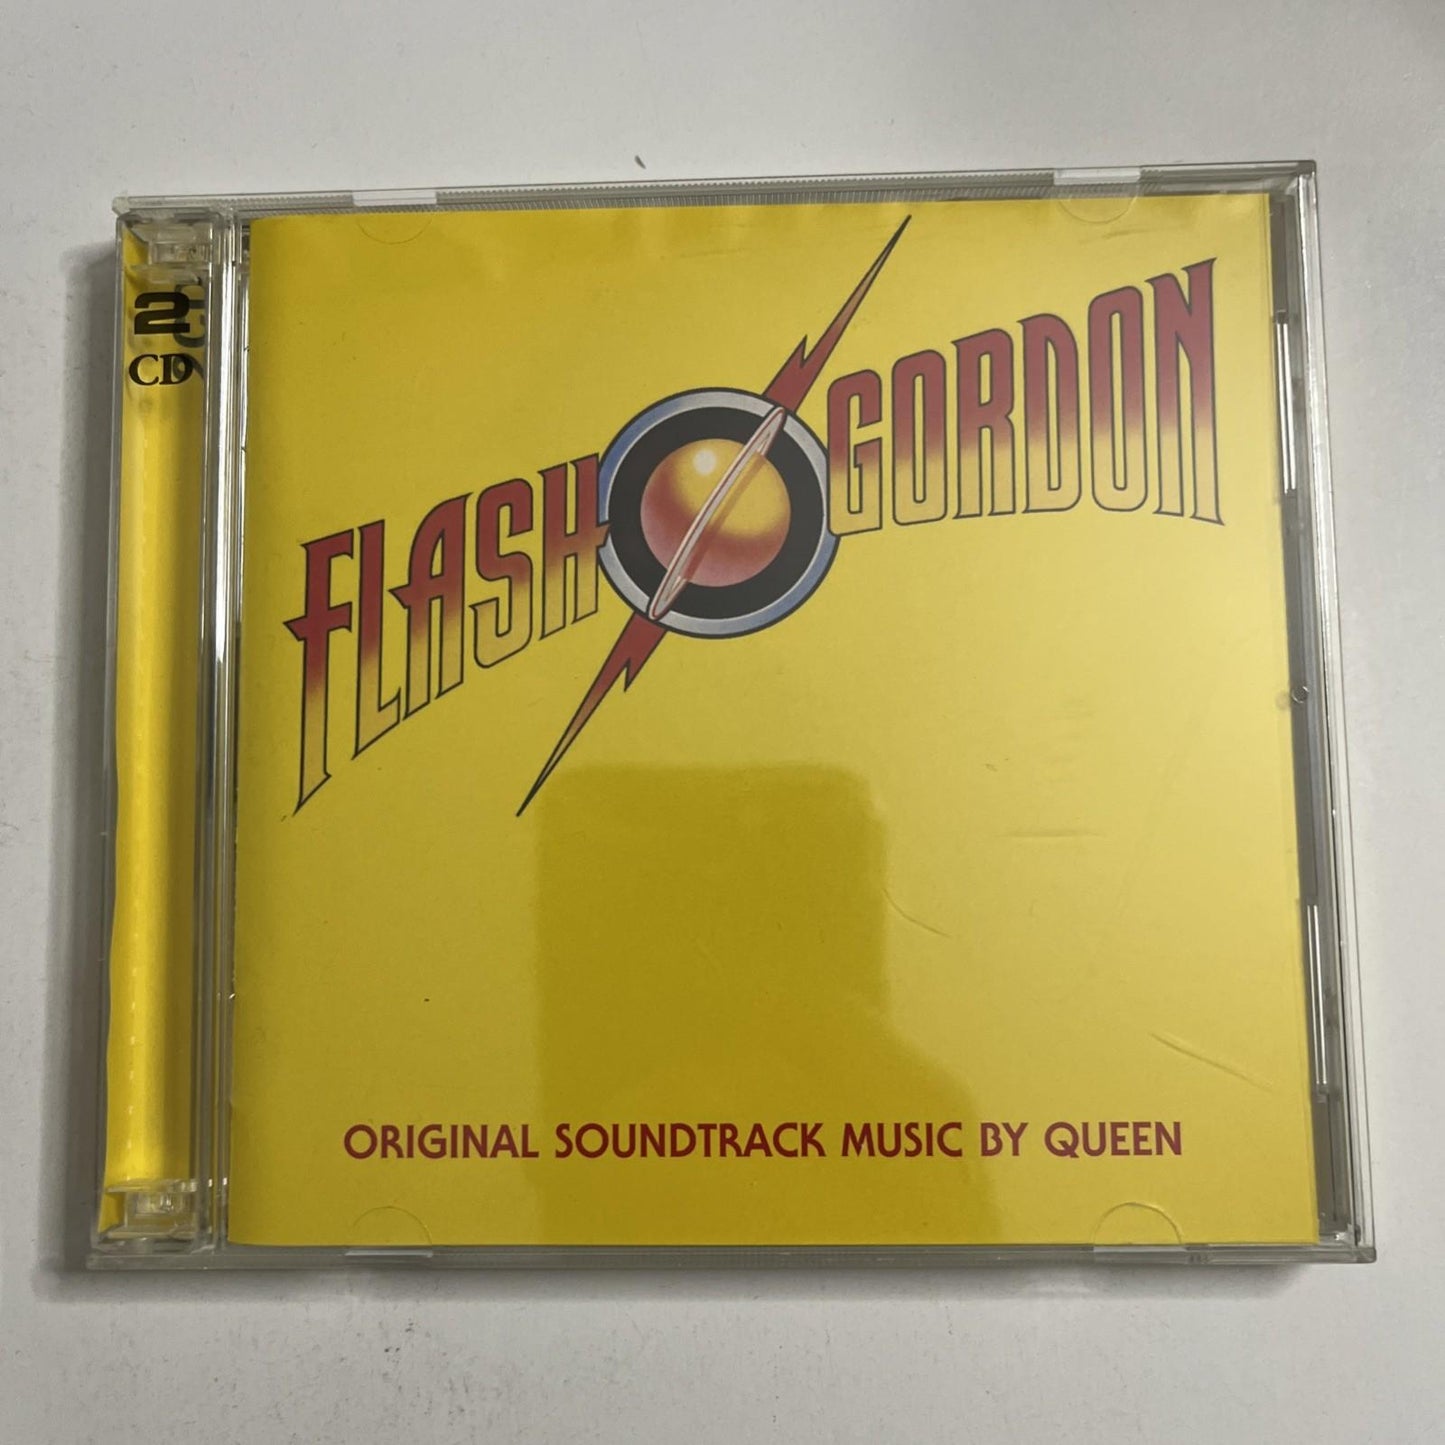 2
CD
FLASH GORDON
ORIGINAL SOUNDTRACK MUSIC BY QUEEN